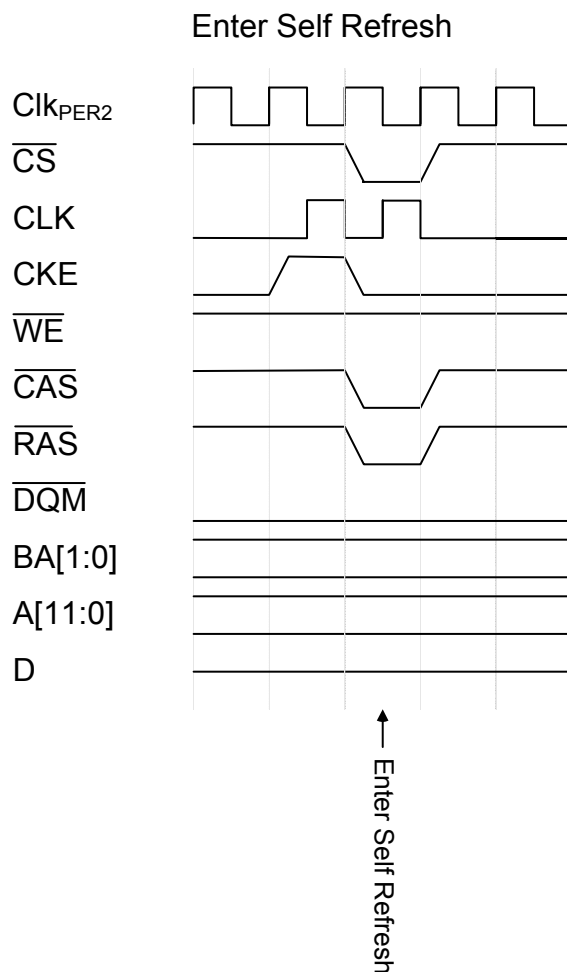 Enter Self Refresh
ClkPER2
CS
CLK
CKE
WE
CAS
RAS
DQM
BA[1:0]
A[11:0]
D
Enter Self Refresh